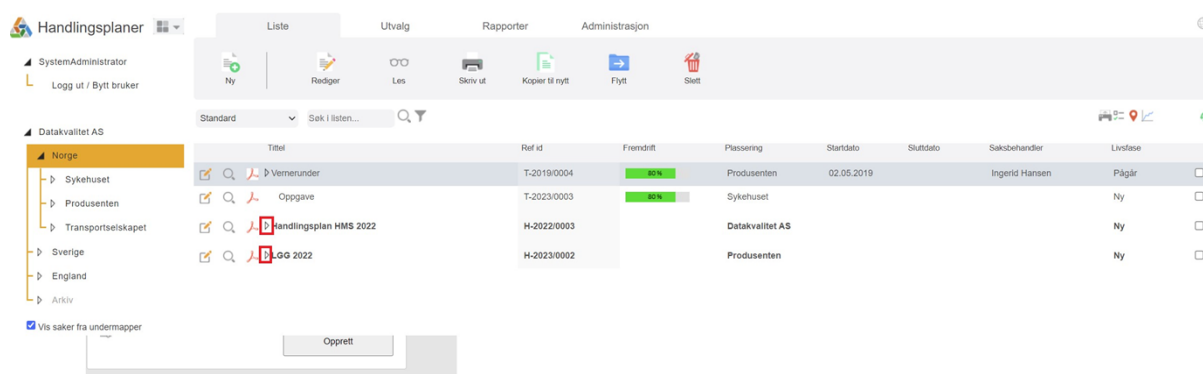 Handlingsplaner
Liste
Utvalg
Rapporter
Administrasjon
SystemAdministrator
Logg ut / Bytt bruker
Ny
Rediger
Les
Skriv ut
Kopier til nytt
Flytt
Slett
Standard
Søk i listen...
Datakvalitet AS
Norge
Sykehuset
Produsenten
Transportselskapet
Sverige
England
Arkiv
Vis saker fra undermapper
Tittel Ref id Fremdrift Plassering Startdato Sluttdato Saksbehandler Livsfase
Vernerunder T-2019/0004 80 % Produsenten 02.05.2019 Ingerid Hansen Pågår
Oppgave T-2023/0003 80 % Sykehuset Ny
Handlingsplan HMS 2022 H-2022/0003 Datakvalitet AS Ny
LGG 2022 H-2023/0002 Produsenten Ny
Opprett